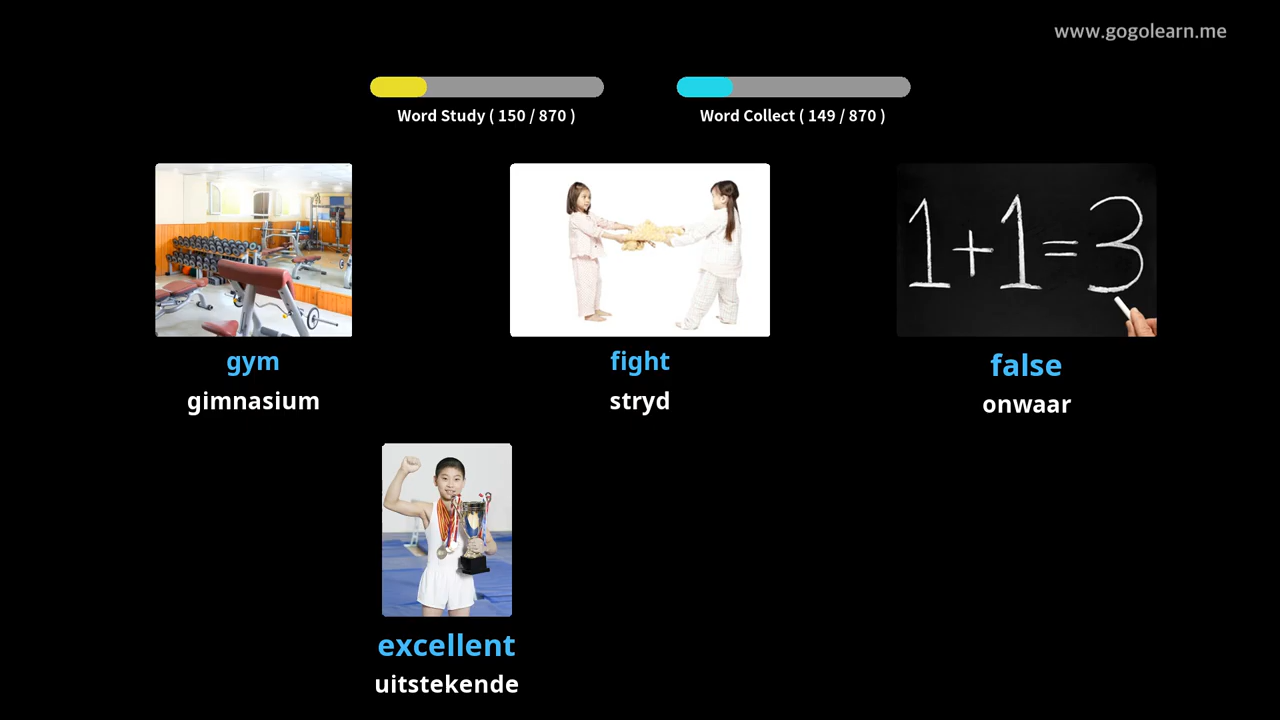 www.gogolearn.me
Word Study ( 150 / 870 )
Word Collect ( 149 / 870 )
1+1=3
gym
gimnasium
fight
stryd
false
onwaar
excellent
uitstekende